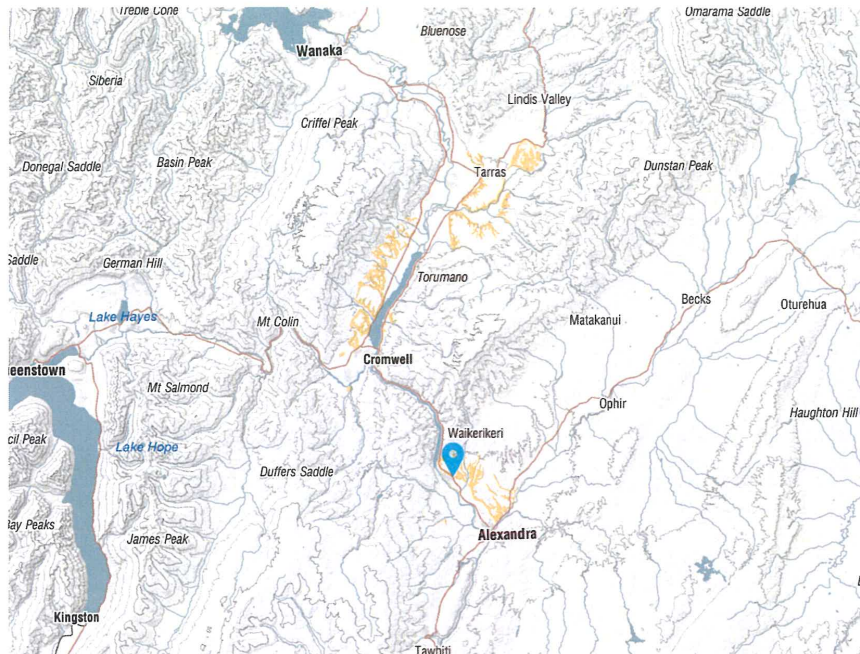 Treble Cone
Omarama Saddle
Bluenose
Wanaka
Siberia
Lindis Valley
Criffel Peak
Donegal Saddle
Basin Peak
Tarras
Dunstan Peak
Saddle
German Hill
Torumano
Becks
Oturehua
Lake Hayes
Mt Colin
Matakanui
Cromwell
eenstown
Mt Salmond
Ophir
Haughton Hill
cil Peak
Waikerikeri
Lake Hope
Duffers Saddle
Bay Peaks
James Peak
Alexandra
Kingston
Tawhiti